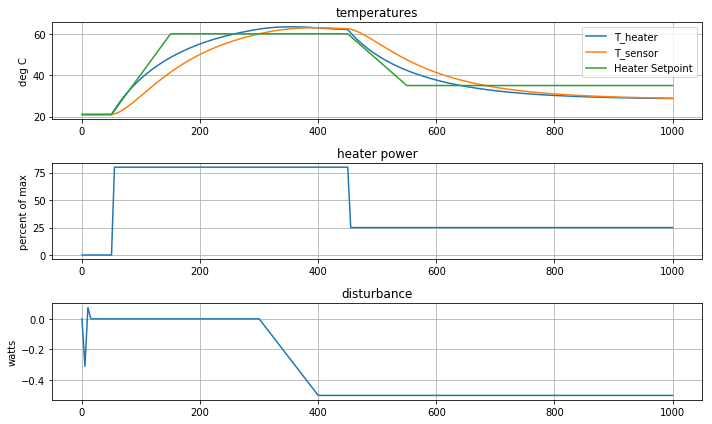 temperatures
deg C
60
40
20
T_heater
T_sensor
Heater Setpoint
0 200 400 600 800 1000
heater power
percent of max
75
50
25
0
0 200 400 600 800 1000
disturbance
watts
0.0
−0.2
−0.4
0 200 400 600 800 1000